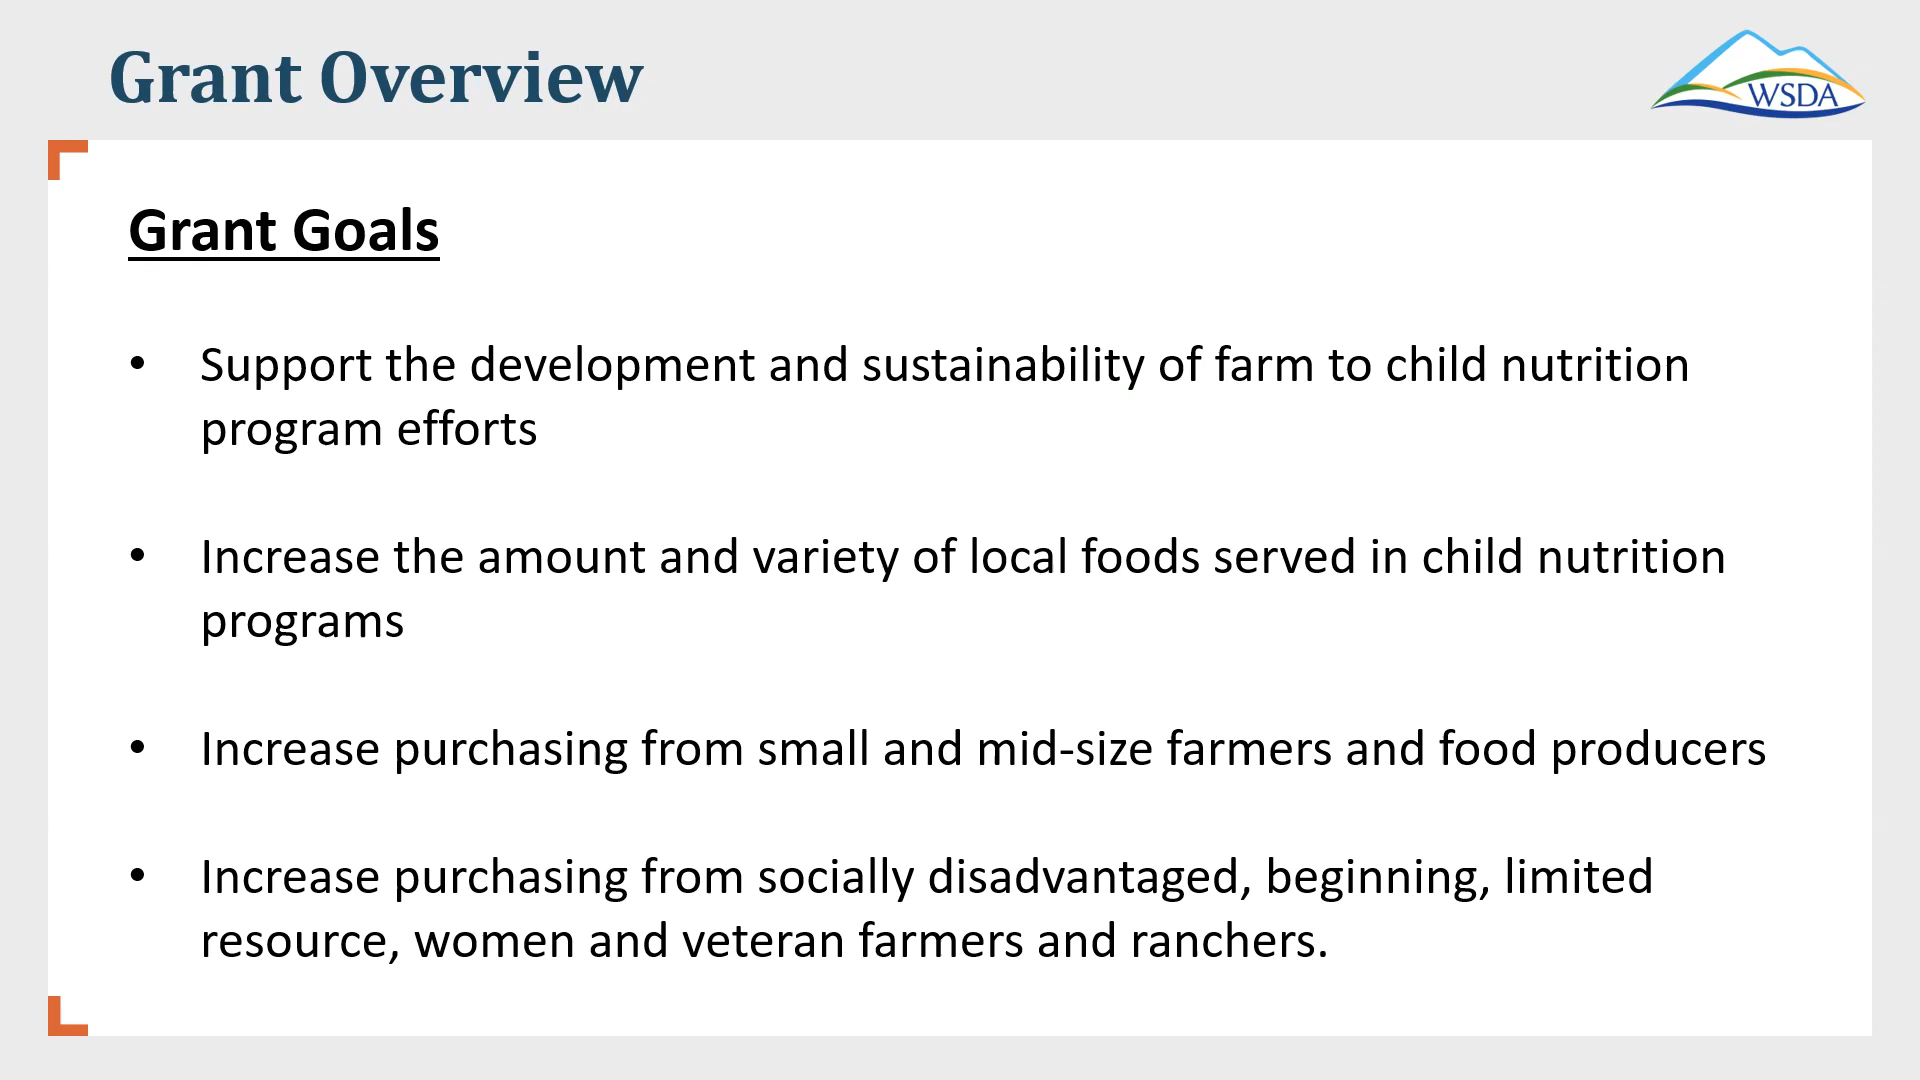 Grant Overview
WSDA
Grant Goals
• Support the development and sustainability of farm to child nutrition
program efforts
• Increase the amount and variety of local foods served in child nutrition
programs
• Increase purchasing from small and mid-size farmers and food producers
• Increase purchasing from socially disadvantaged, beginning, limited
resource, women and veteran farmers and ranchers.